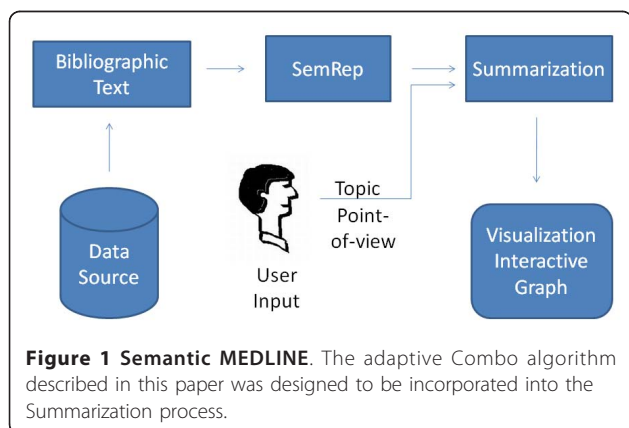 Bibliographic
Text
SemRep
Summarization
Data
Source
User
Input
Topic
Point-
of-view
Visualization
Interactive
Graph
Figure 1 Semantic MEDLINE. The adaptive Combo algorithm
described in this paper was designed to be incorporated into the
Summarization process.